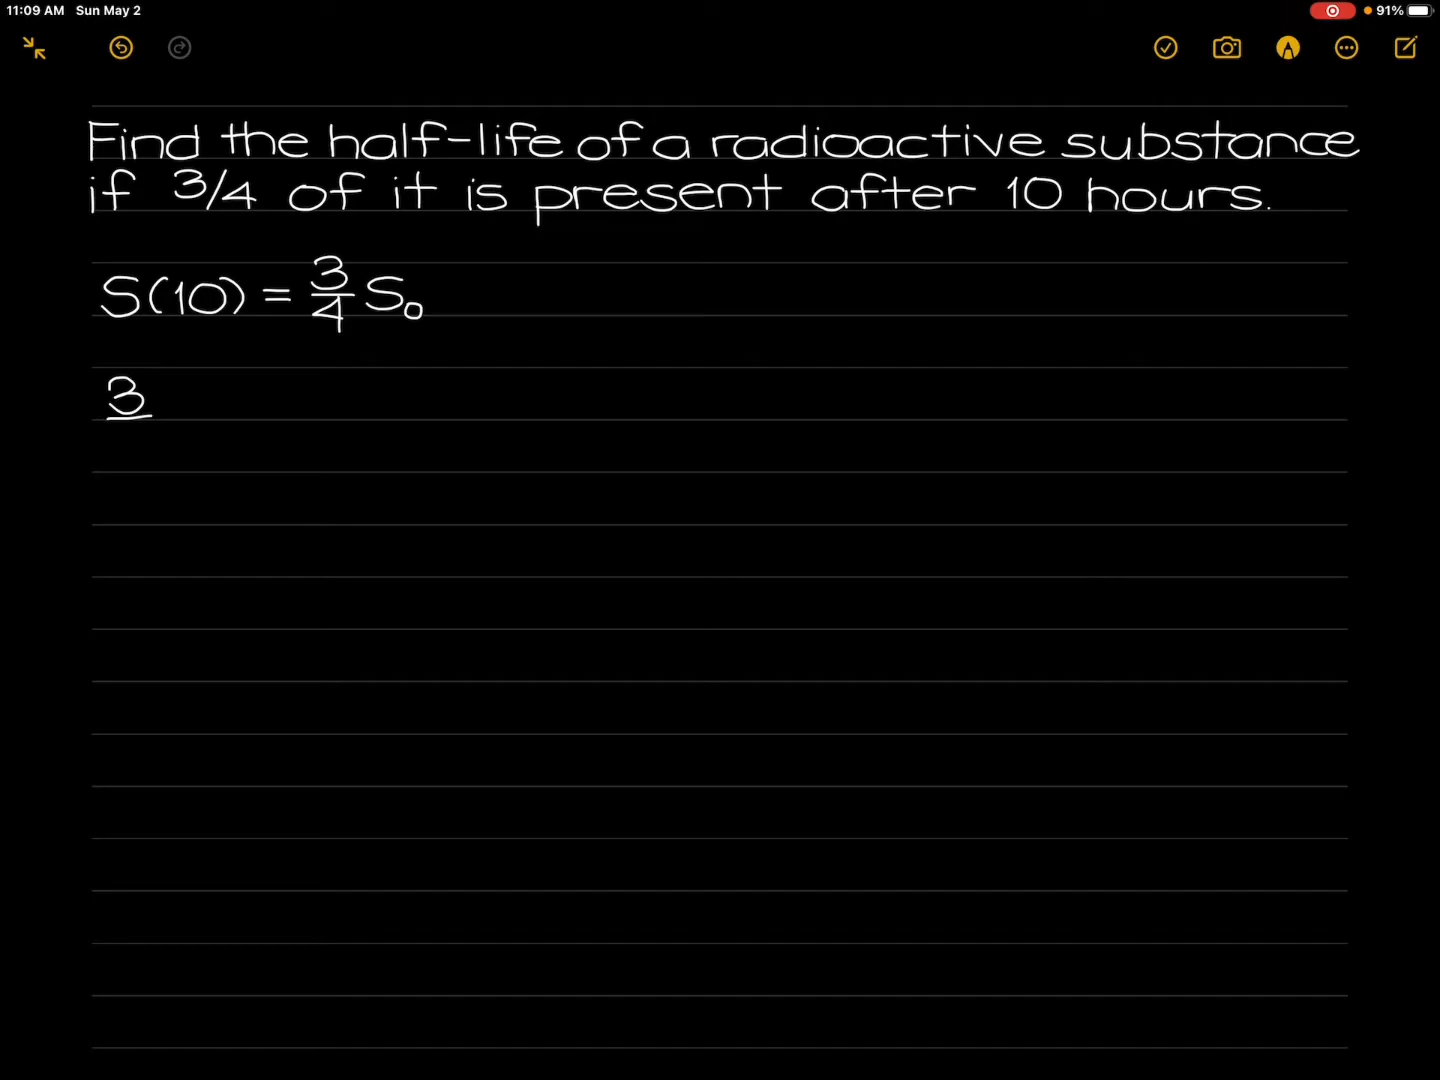 11:09 AM Sun May 2 91%
Find the half-life of a radioactive substance
if 3/4 of it is present after 10 hours.
S(10) = 3/4 S₀
3